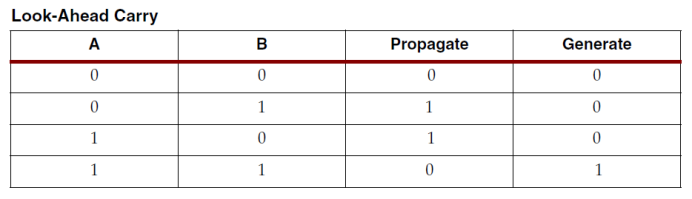 Look-Ahead Carry
A B Propagate Generate
0 0 0 0
0 1 1 0
1 0 1 0
1 1 0 1